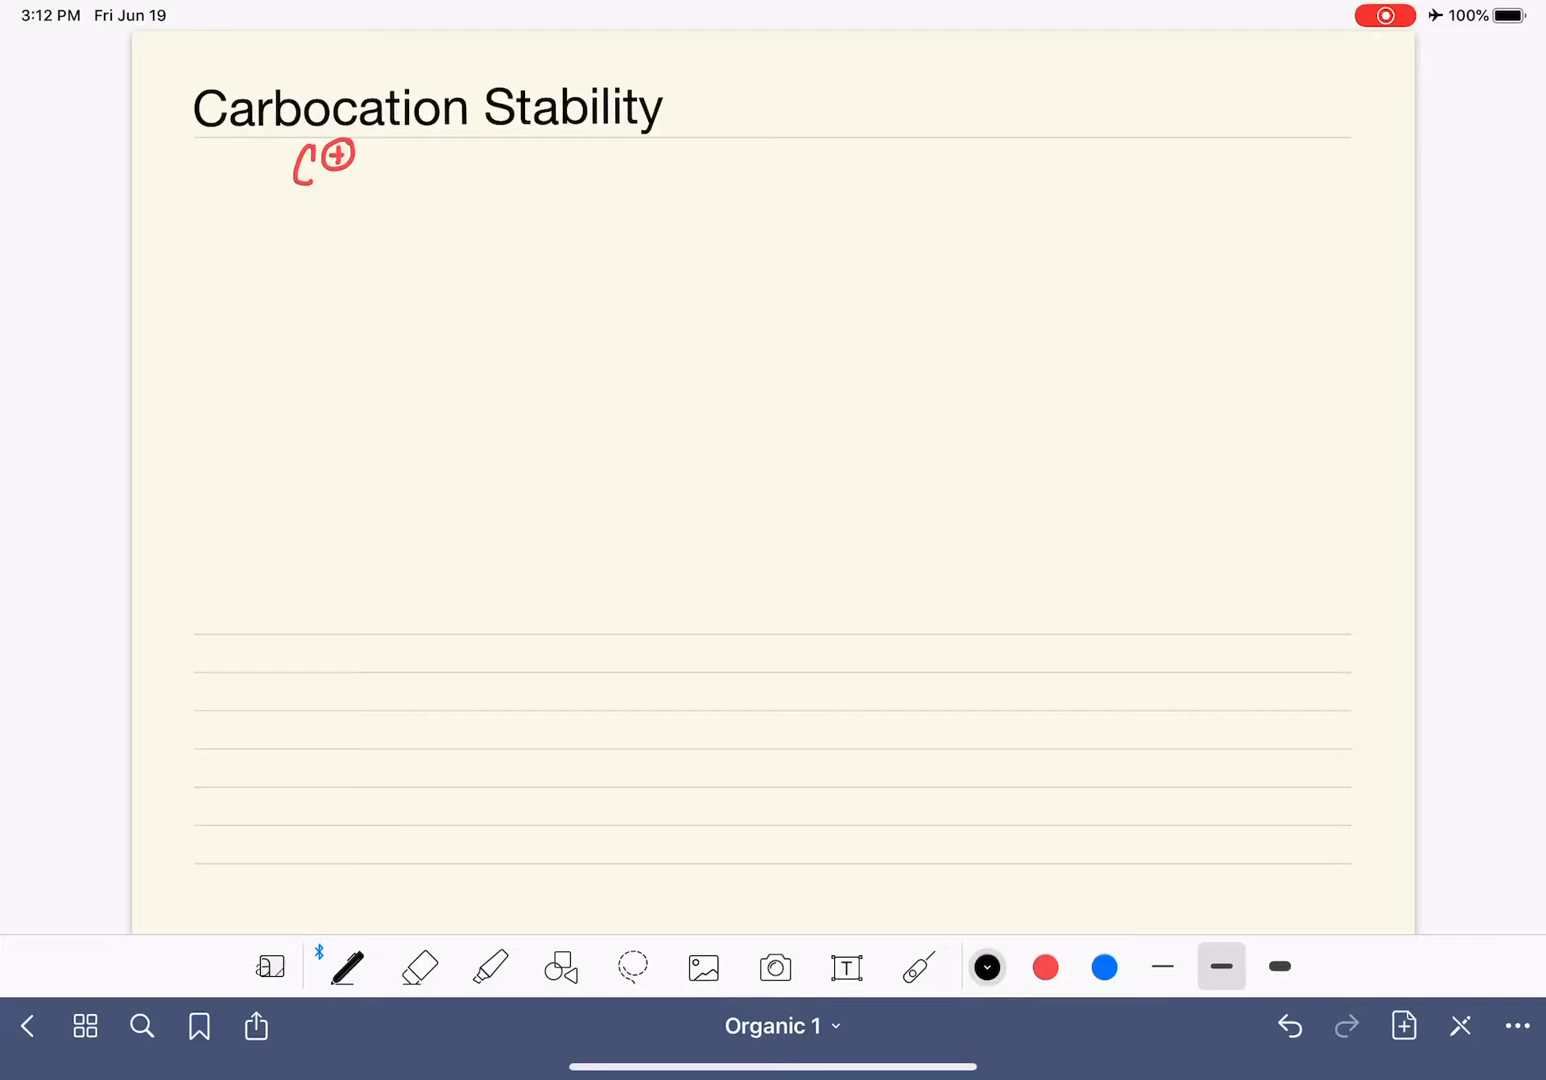 3:12 PM Fri Jun 19
100%
Carbocation Stability
C⊕
T
Organic 1